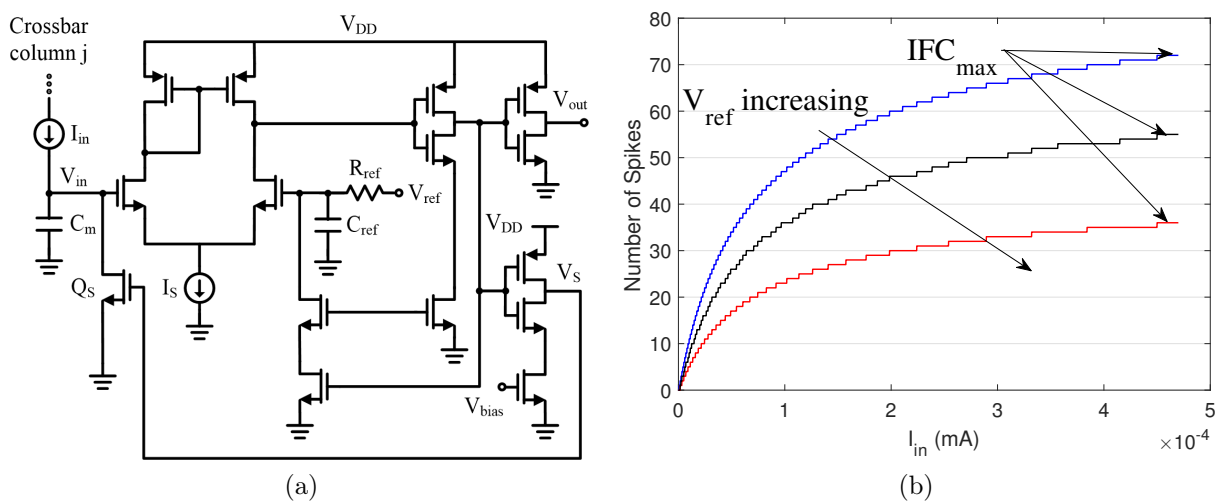 Crossbar
column j
V_DD
I_in
V_in
C_m
Q_S
I_S
R_ref
V_ref
C_ref
V_out
V_DD
V_S
V_bias
(a)
Number of Spikes
80
70
60
50
40
30
20
10
0
IFC_max
V_ref increasing
0 1 2 3 4 5
I_in (mA)
×10^-4
(b)